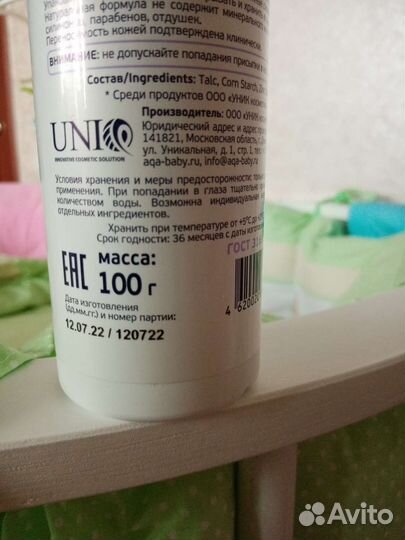 Натуральная формула не содержит минерального
силиконов, парабенов, отдушек.
Переносимость кожей подтверждена клинически.
ВНИМАНИЕ: не допускайте попадания присыпки в
Состав/Ingredients: Talc, Corn Starch,
* Среди продуктов ООО «УНИК
Производитель: ООО «УНИК
Юридический адрес и адрес
141821, Московская область,
ул. Уникальная, д. 1, стр. 1,
aqa-baby.ru, info@aqa-baby.ru
UNIQ
INNOVATIVE COSMETIC SOLUTION
Условия хранения и меры предосторожности:
применения. При попадании в глаза тщательно
количеством воды. Возможна индивидуальная
отдельных ингредиентов.
Хранить при температуре от +5°C до
Срок годности: 36 месяцев с даты
ГОСТ
EAC
масса:
100 г
Дата изготовления
(дд.мм.гг.) и номер партии:
12.07.22 / 120722
Avito